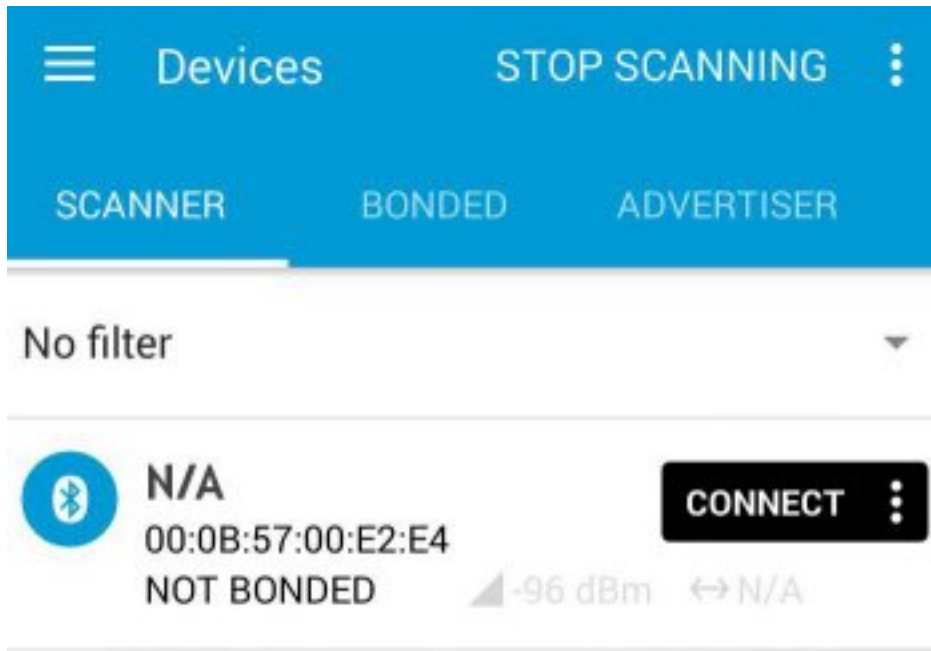 Devices STOP SCANNING
SCANNER BONDED ADVERTISER
No filter
N/A
CONNECT
00:0B:57:00:E2:E4
NOT BONDED -96 dBm N/A